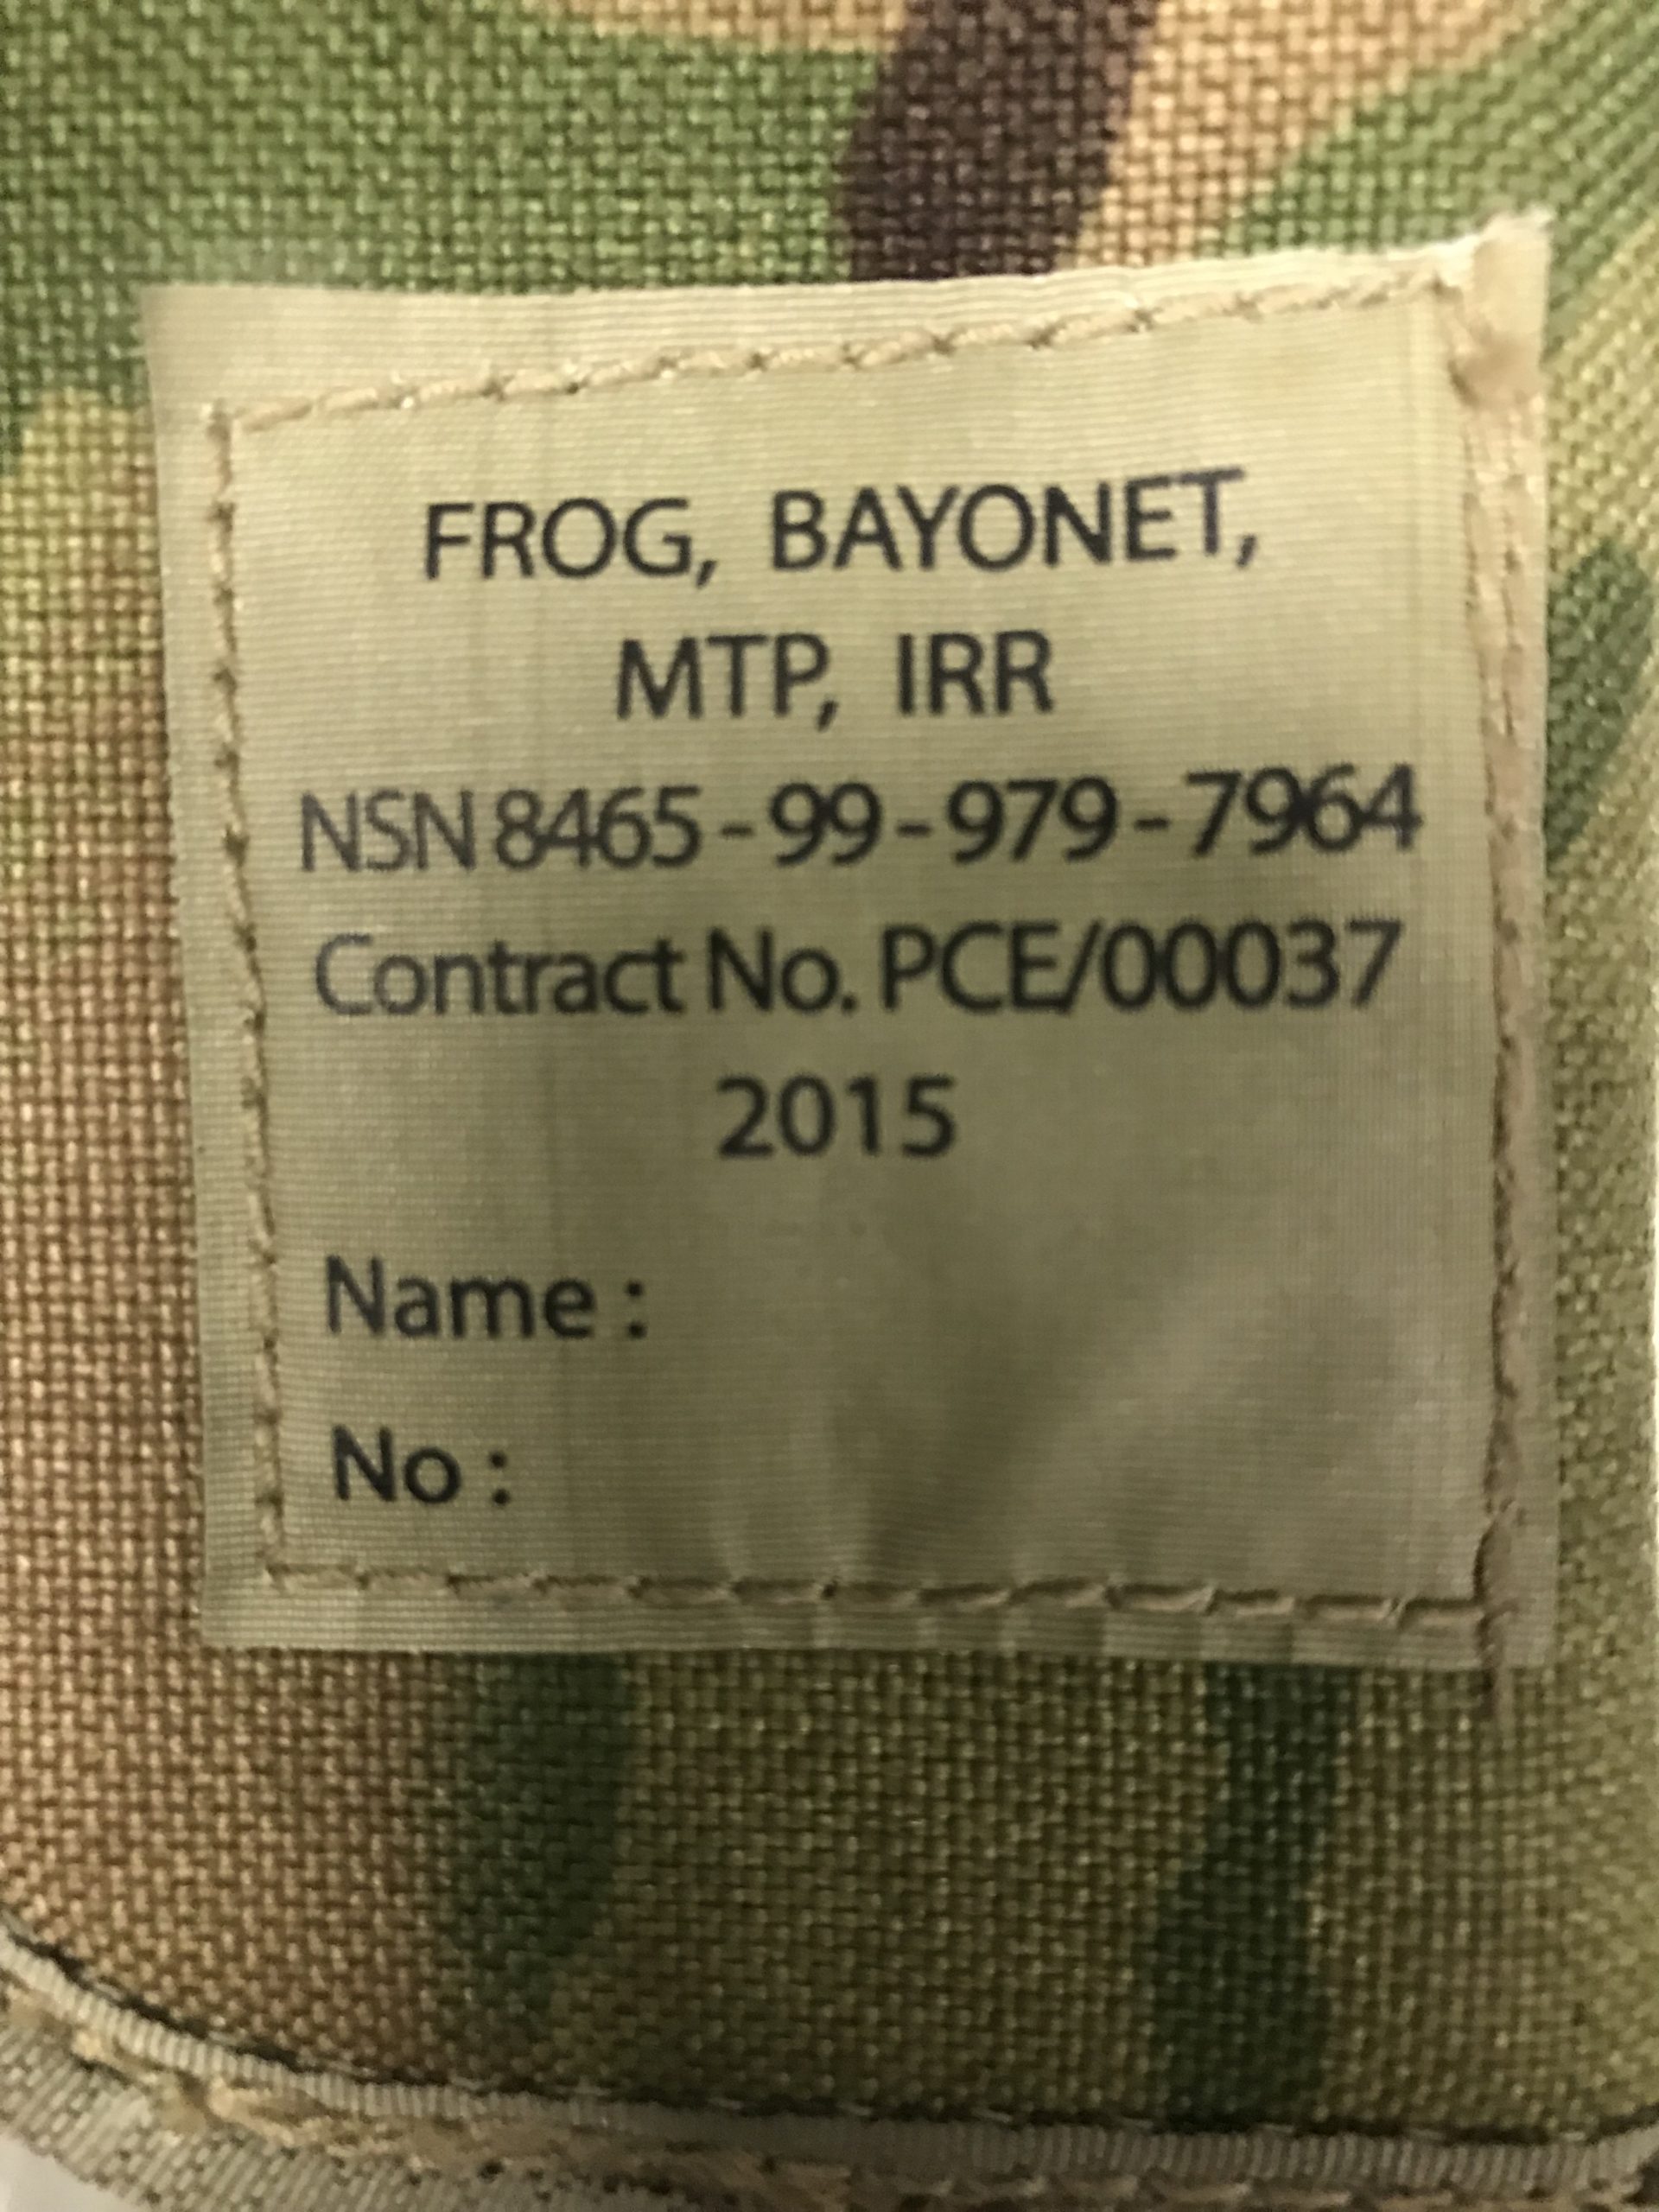 FROG, BAYONET,
MTP, IRR
NSN 8465-99-979-7964
Contract No. PCE/00037
2015
Name :
No :